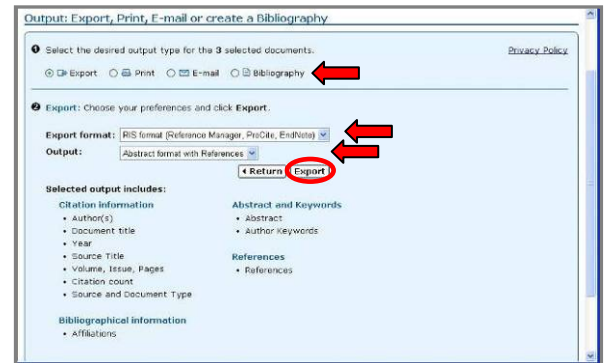 Output: Export, Print, E-mail or create a Bibliography
1 Select the desired output type for the 3 selected documents. Privacy Policy
Export Print E-mail Bibliography
2 Export: Choose your preferences and click Export.
Export format: RIS format (Reference Manager, ProCite, EndNote)
Output: Abstract format with References
Return Export
Selected output includes:
Citation information Abstract and Keywords
• Author(s) • Abstract
• Document title • Author Keywords
• Year
• Source Title References
• Volume, Issue, Pages • References
• Citation count
• Source and Document Type
Bibliographical information
• Affiliations